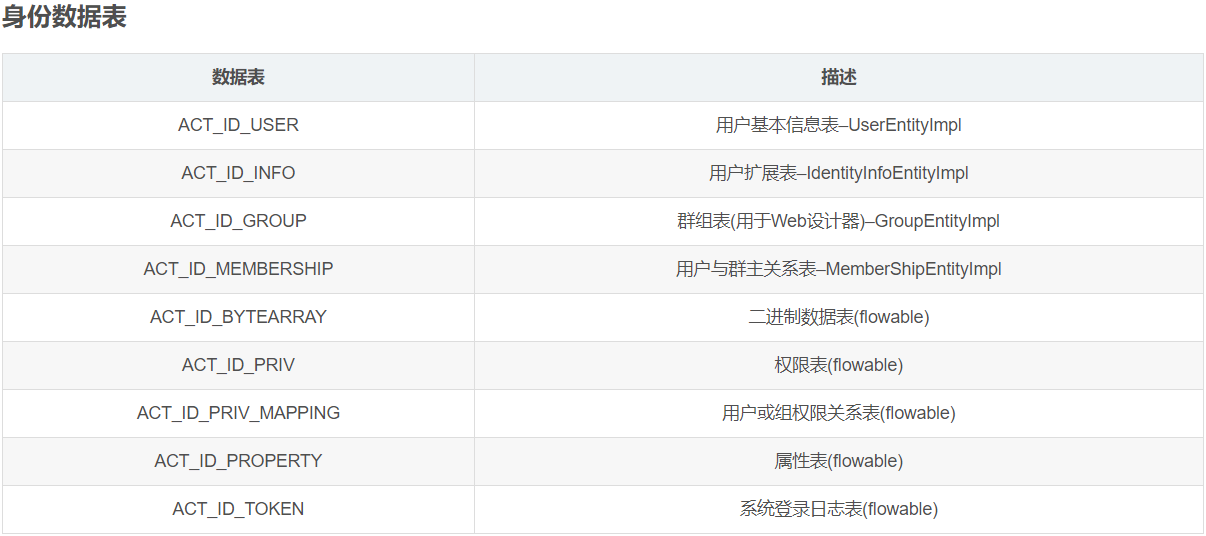 身份数据表
数据表 描述
ACT_ID_USER 用户基本信息表–UserEntityImpl
ACT_ID_INFO 用户扩展表–IdentityInfoEntityImpl
ACT_ID_GROUP 群组表(用于Web设计器)–GroupEntityImpl
ACT_ID_MEMBERSHIP 用户与群主关系表–MemberShipEntityImpl
ACT_ID_BYTEARRAY 二进制数据表(flowable)
ACT_ID_PRIV 权限表(flowable)
ACT_ID_PRIV_MAPPING 用户或组权限关系表(flowable)
ACT_ID_PROPERTY 属性表(flowable)
ACT_ID_TOKEN 系统登录日志表(flowable)